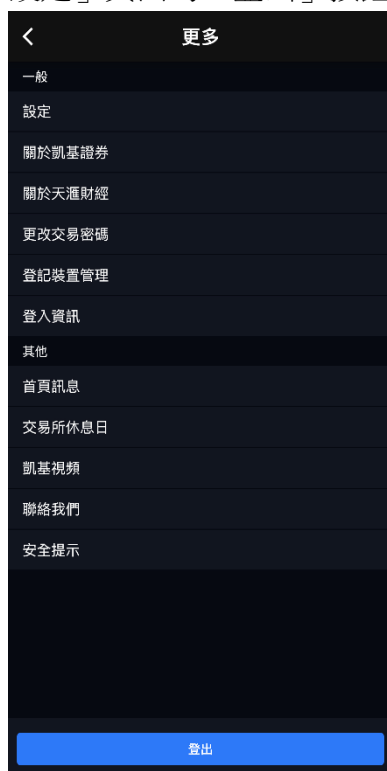 更多
一般
設定
關於凱基證券
關於天滙財經
更改交易密碼
登記裝置管理
登入資訊
其他
首頁訊息
交易所休息日
凱基視頻
聯絡我們
安全提示
登出